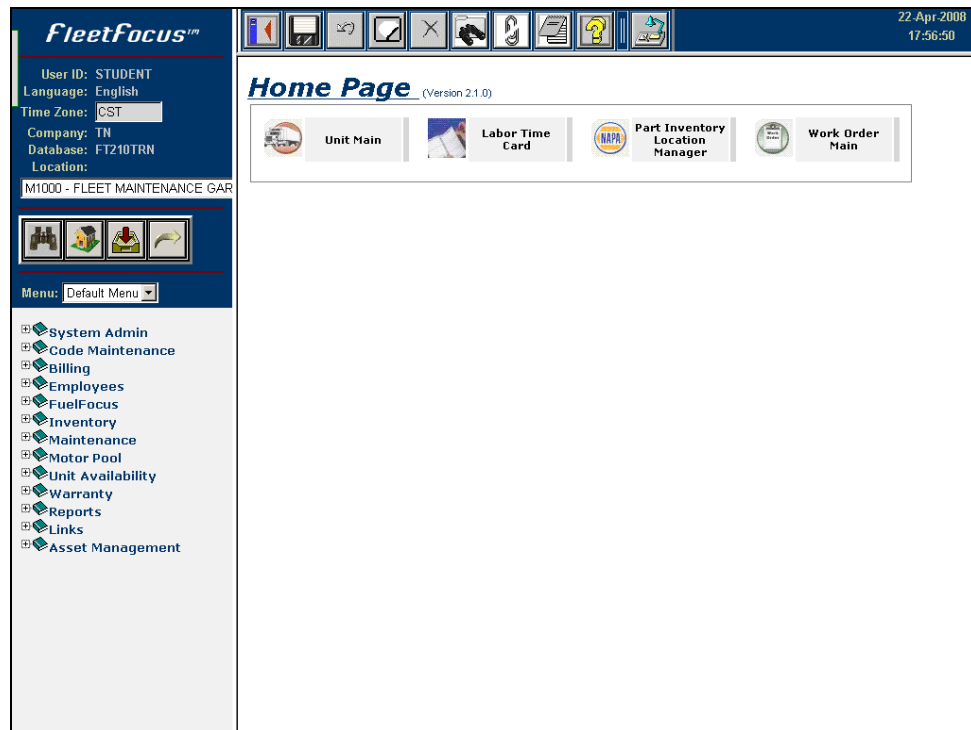 FleetFocus™
22-Apr-2008
17:56:50
User ID: STUDENT
Language: English
Time Zone: CST
Company: TN
Database: FT210TRN
Location:
M1000 - FLEET MAINTENANCE GAR
Menu: Default Menu
System Admin
Code Maintenance
Billing
Employees
FuelFocus
Inventory
Maintenance
Motor Pool
Unit Availability
Warranty
Reports
Links
Asset Management
Home Page (Version 2.1.0)
Unit Main
Labor Time
Card
NAPA
Part Inventory
Location
Manager
Work
Order
Work Order
Main